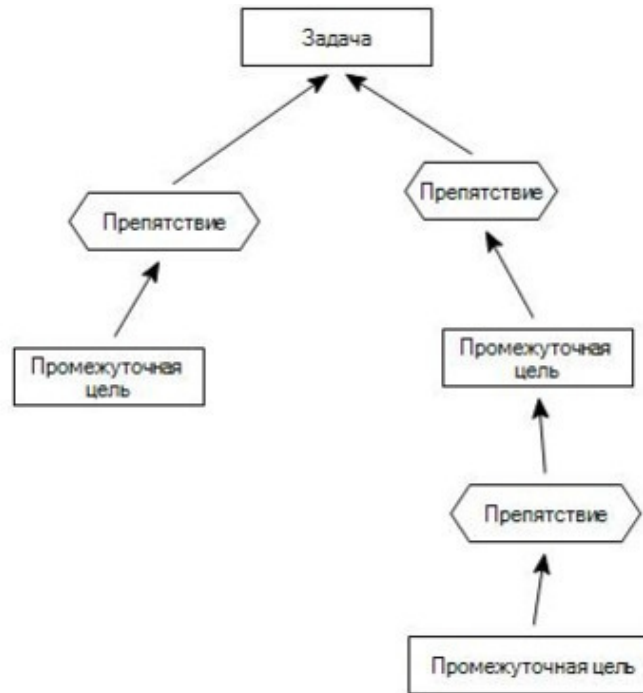 Задача
Препятствие
Препятствие
Промежуточная
цель
Промежуточная
цель
Препятствие
Промежуточная цель